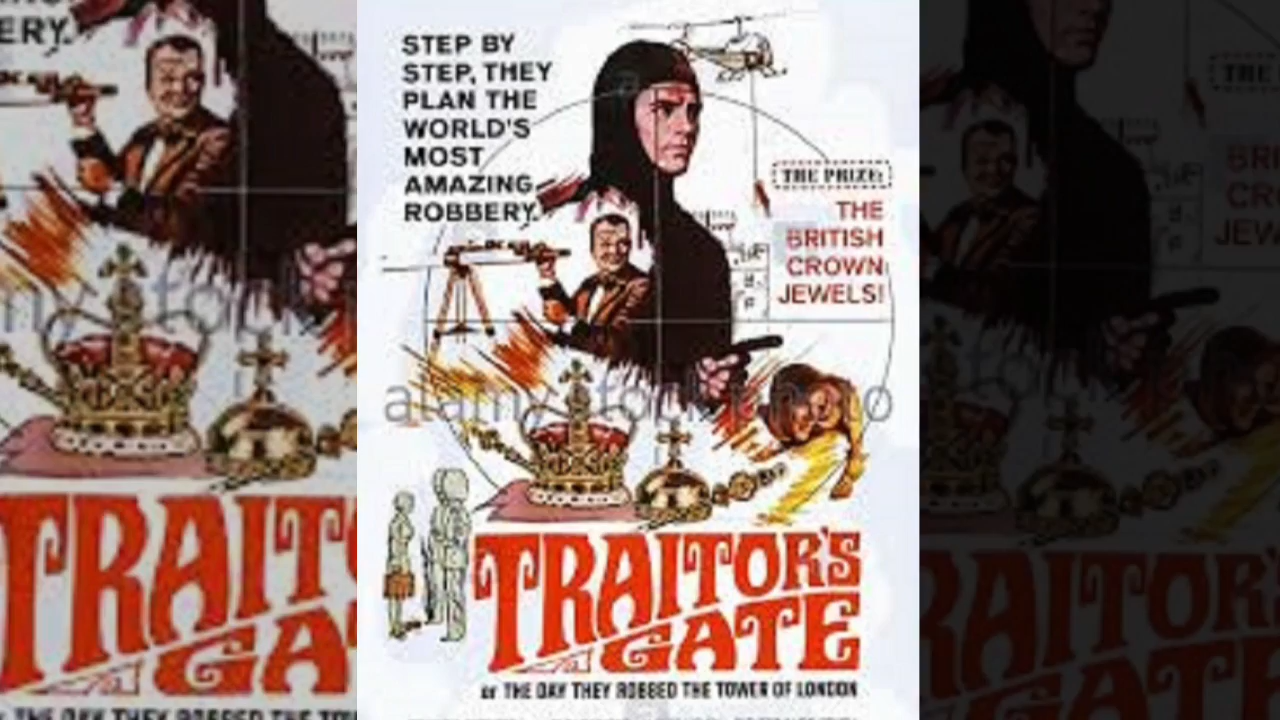 STEP BY
STEP, THEY
PLAN THE
WORLD'S
MOST
AMAZING
ROBBERY.
THE PRIZE:
THE
BRITISH
CROWN
JEWELS!
alamy stock photo
TRAITOR'S
GATE
or THE DAY THEY ROBBED THE TOWER OF LONDON